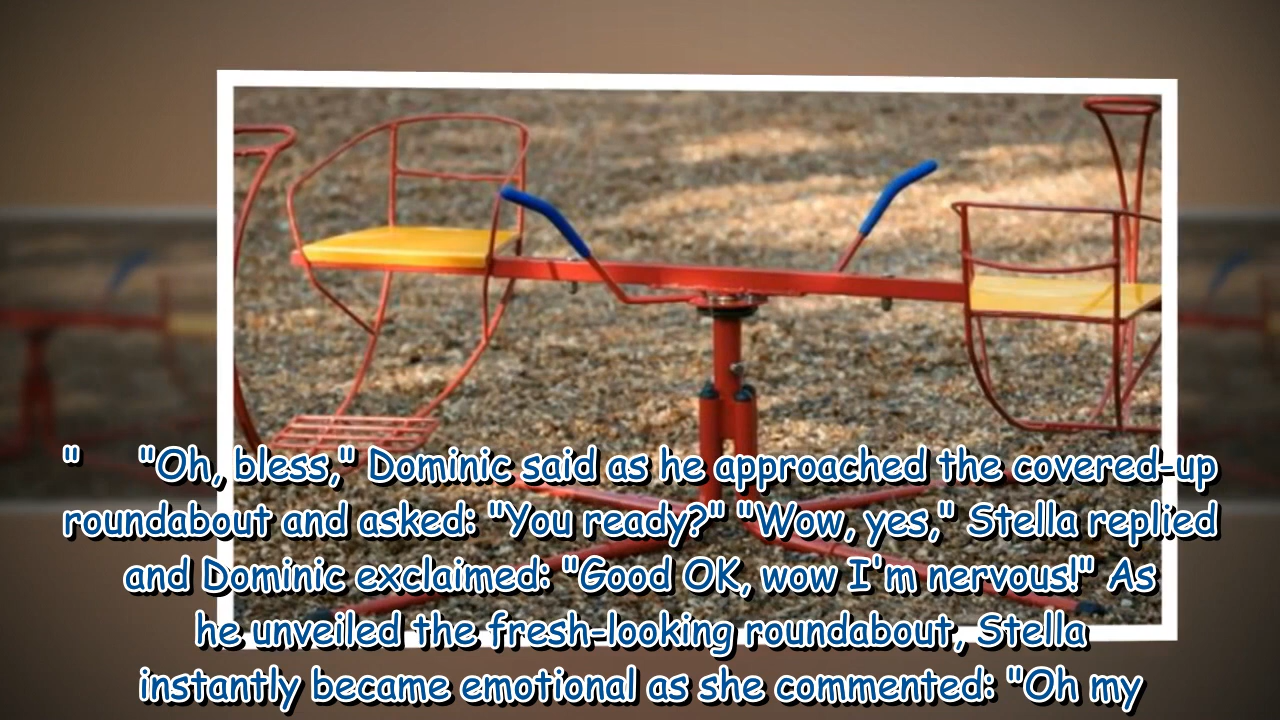 "    "Oh, bless," Dominic said as he approached the covered-up
roundabout and asked: "You ready?" "Wow, yes," Stella replied
and Dominic exclaimed: "Good OK, wow I'm nervous!" As
he unveiled the fresh-looking roundabout, Stella
instantly became emotional as she commented: "Oh my